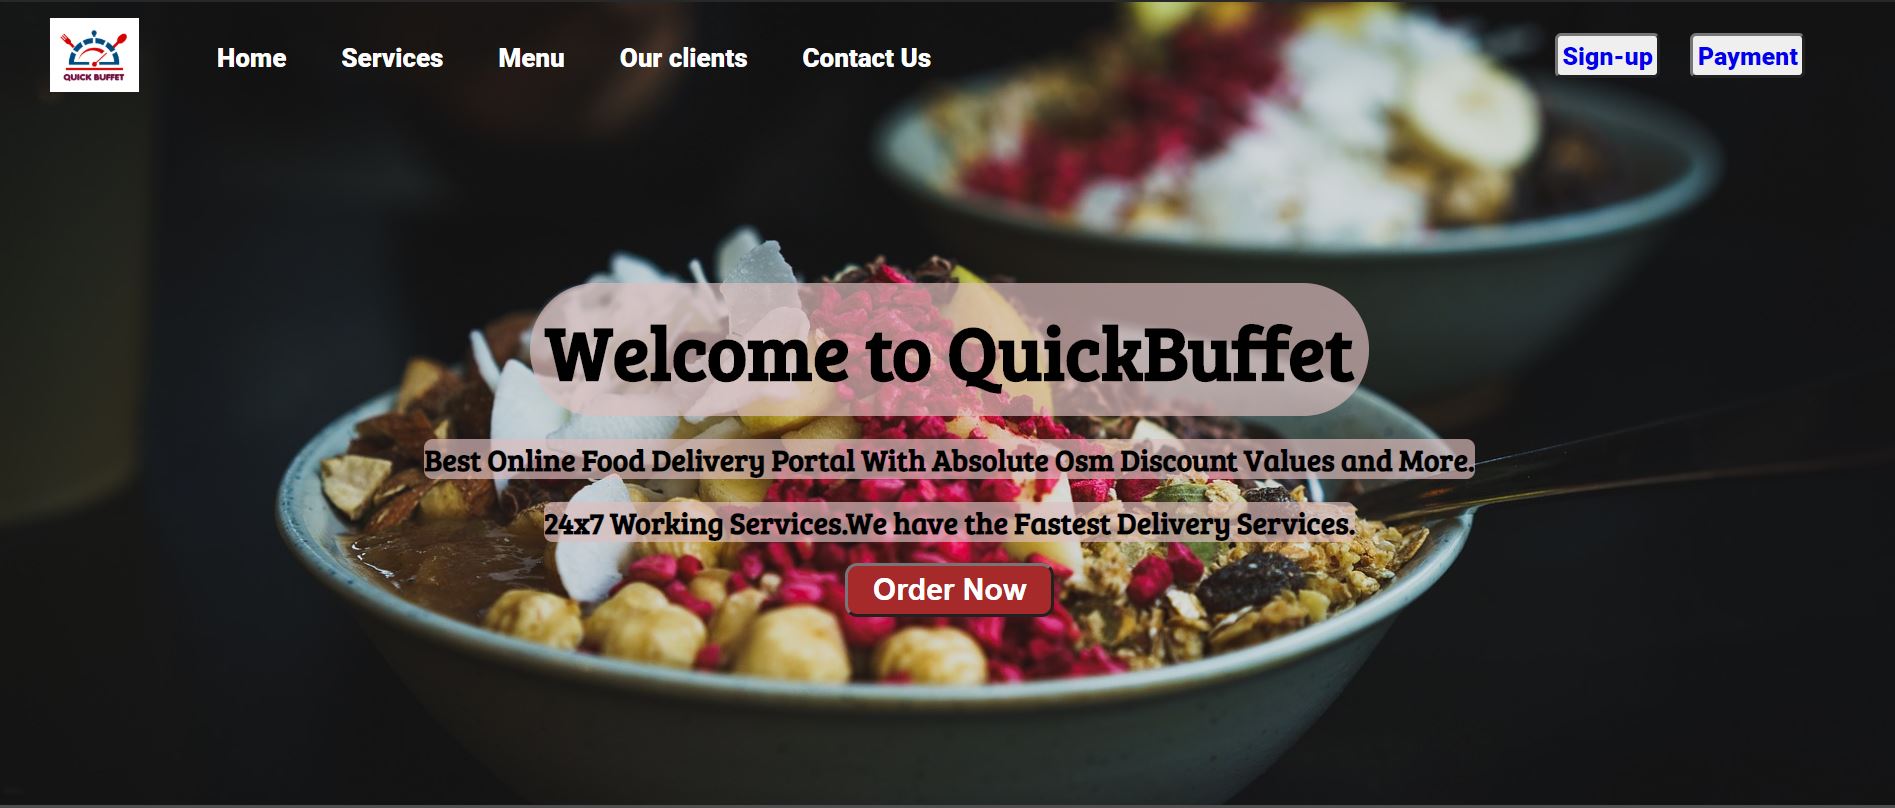 QUICK BUFFET
Home Services Menu Our clients Contact Us Sign-up Payment
Welcome to QuickBuffet
Best Online Food Delivery Portal With Absolute Osm Discount Values and More.
24x7 Working Services.We have the Fastest Delivery Services.
Order Now